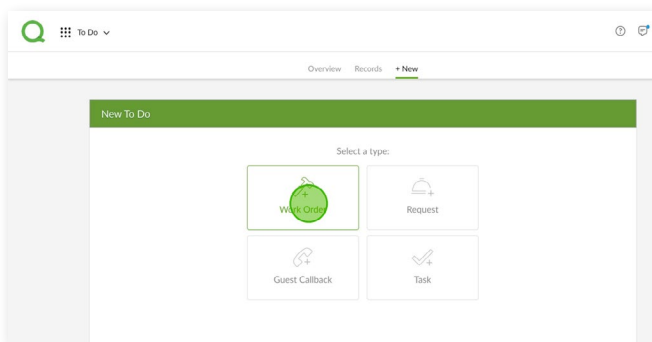 To Do
Overview Records + New
New To Do
Select a type:
Work Order Request
Guest Callback Task